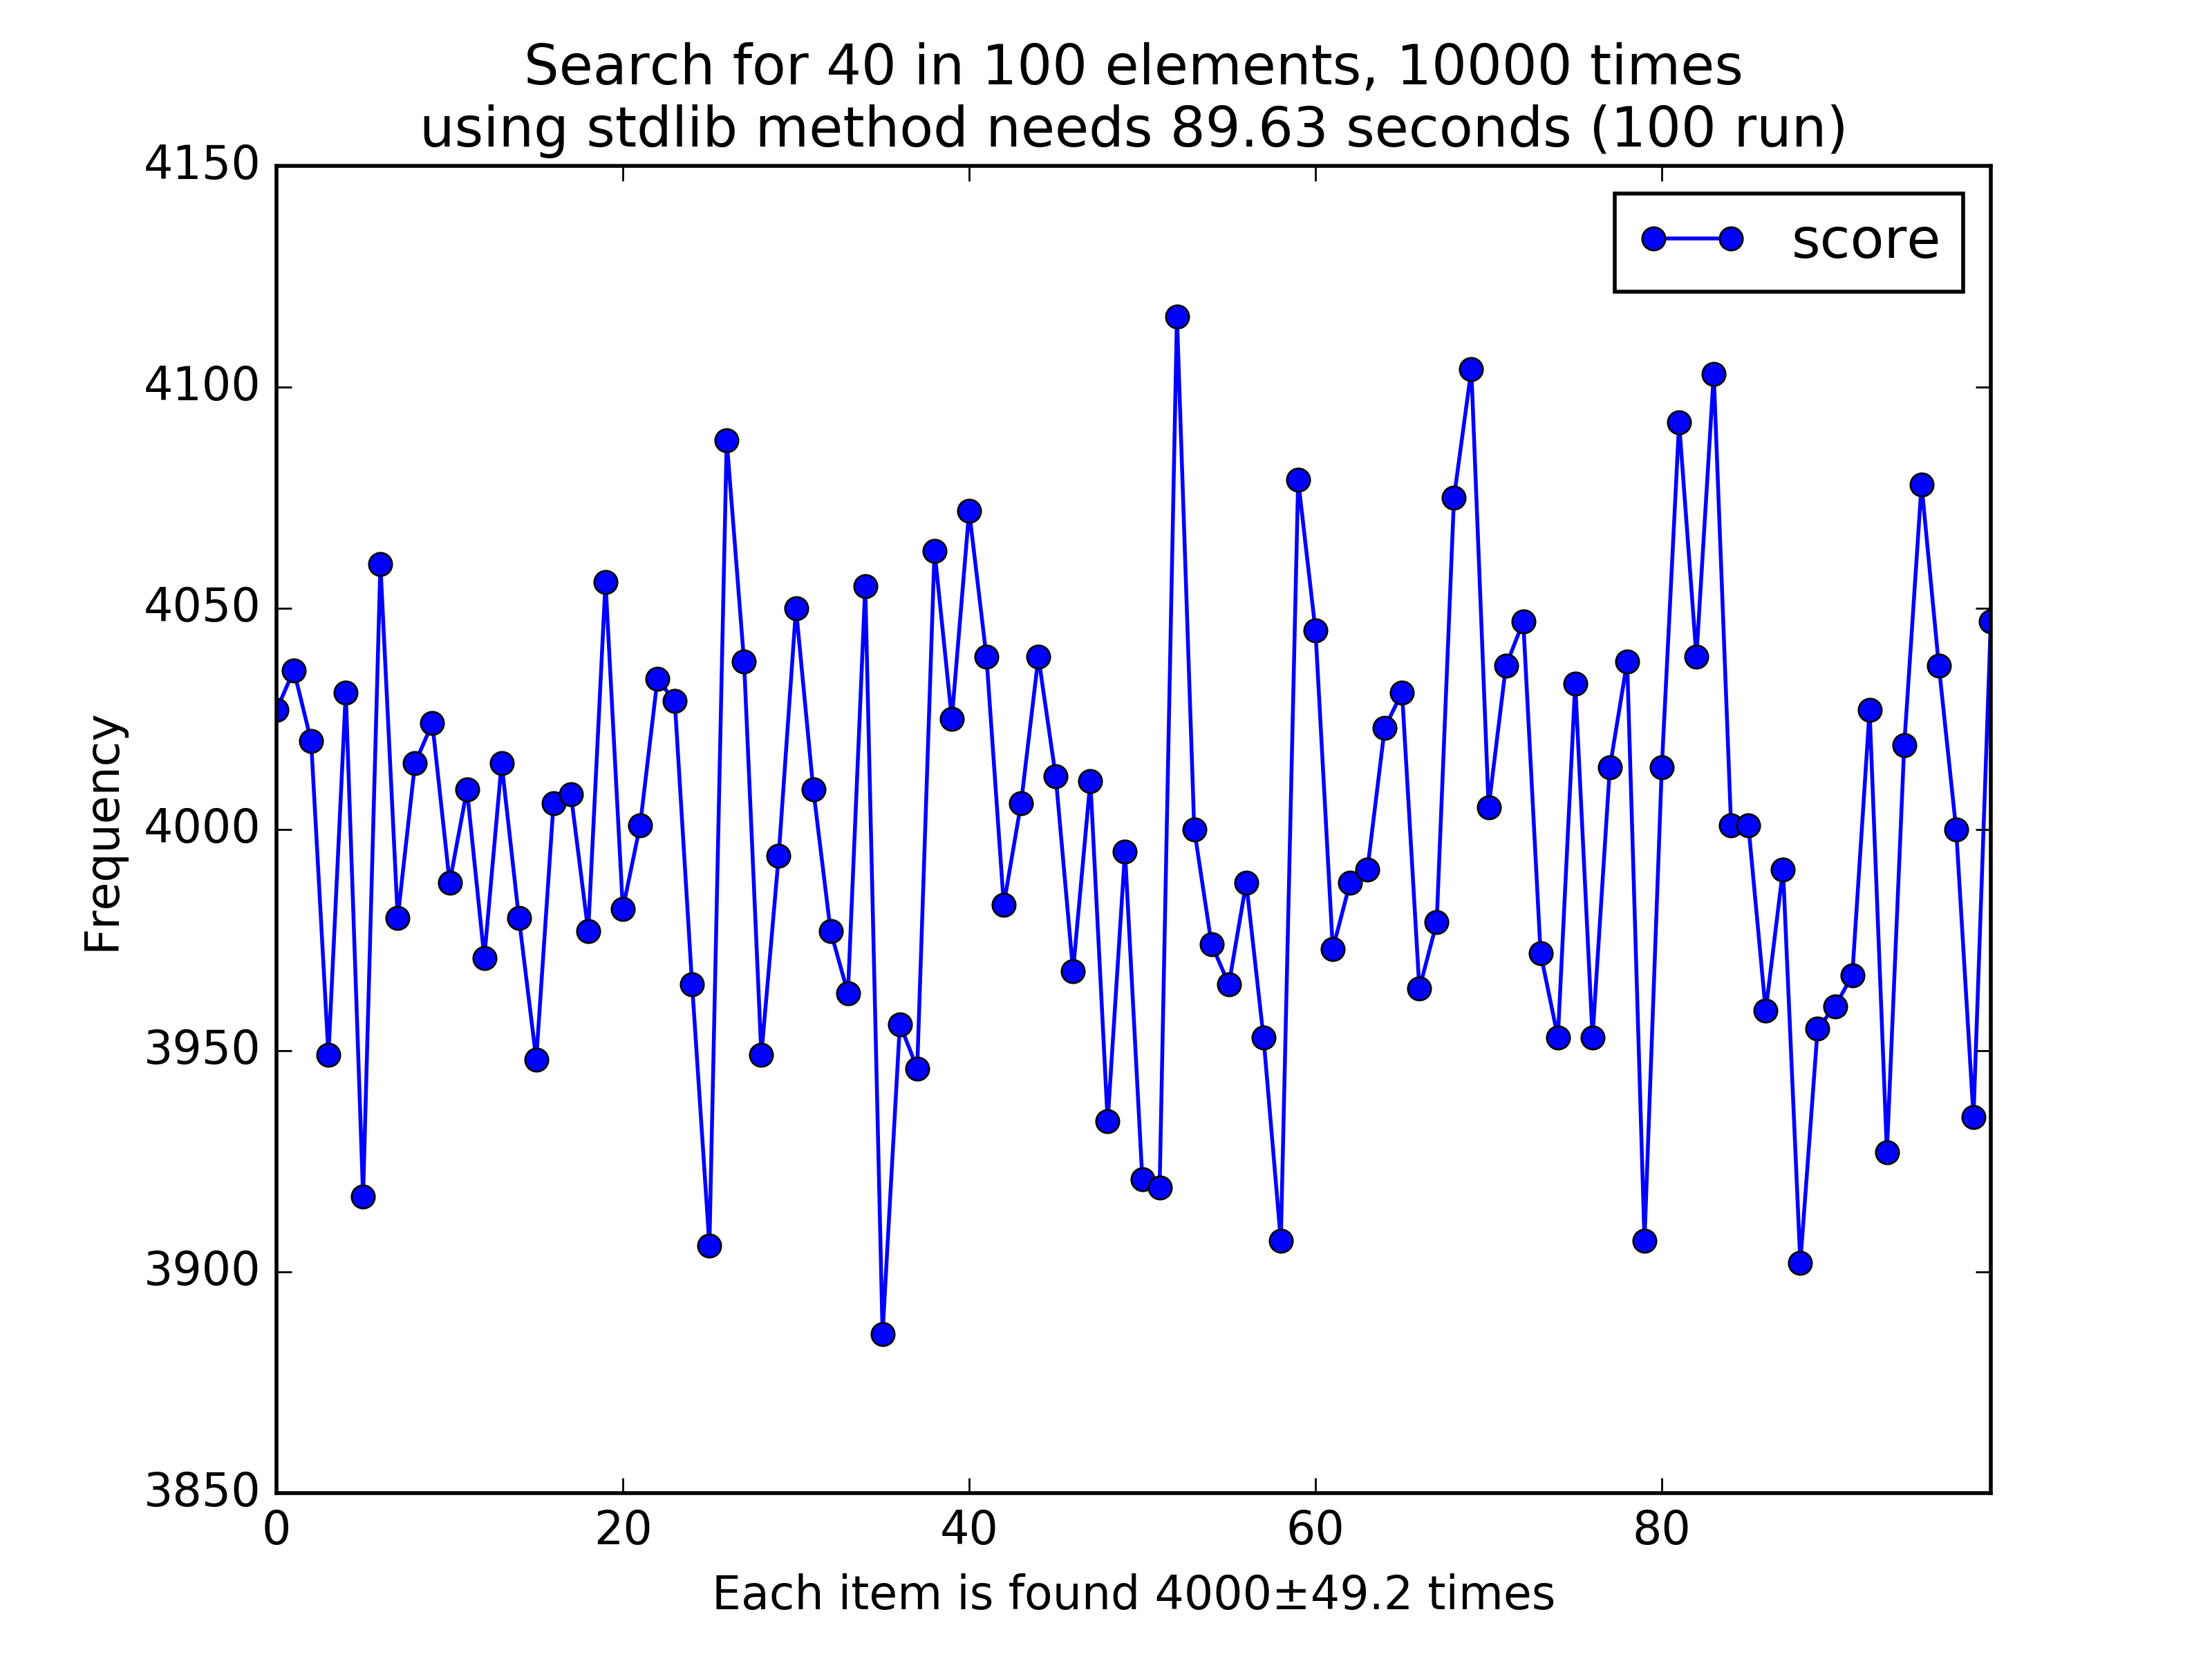 Search for 40 in 100 elements, 10000 times
using stdlib method needs 89.63 seconds (100 run)
4150
score
4100
4050
4000
3950
3900
3850
Frequency
0 20 40 60 80
Each item is found 4000±49.2 times